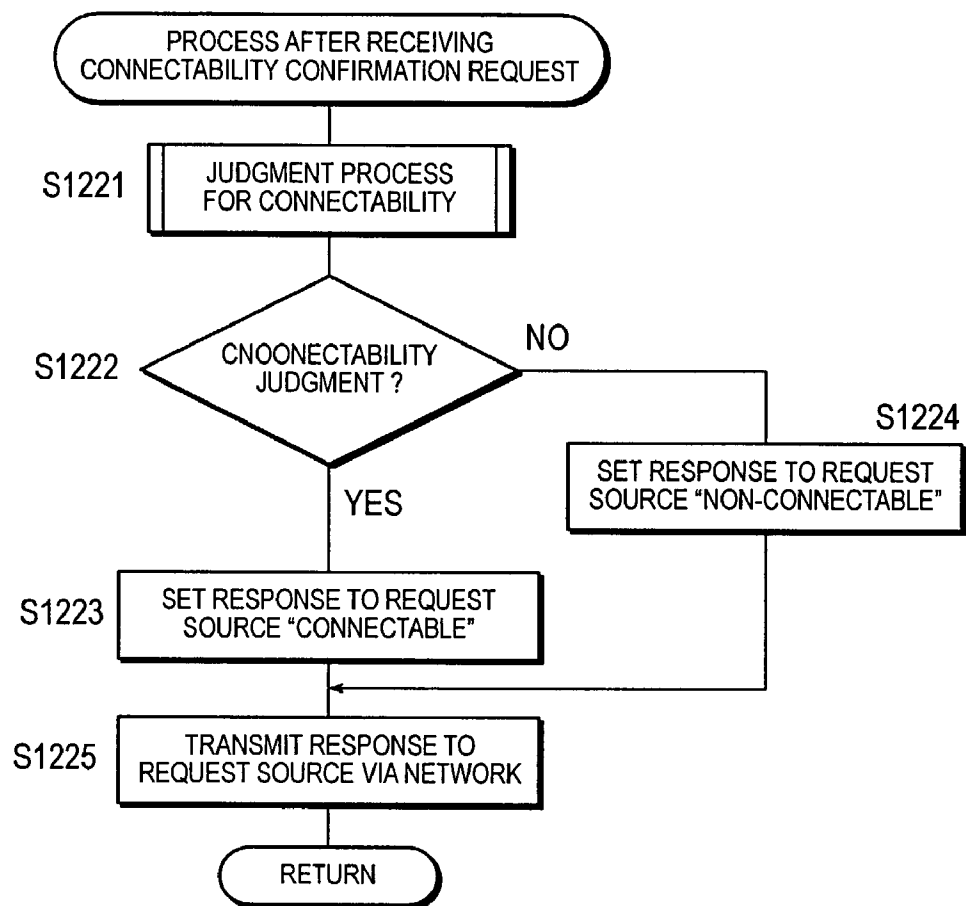 PROCESS AFTER RECEIVING
CONNECTABILITY CONFIRMATION REQUEST
S1221
JUDGMENT PROCESS
FOR CONNECTABILITY
S1222
CNOONECTABILITY
JUDGMENT ?
NO
YES
S1224
SET RESPONSE TO REQUEST
SOURCE “NON-CONNECTABLE”
S1223
SET RESPONSE TO REQUEST
SOURCE “CONNECTABLE”
S1225
TRANSMIT RESPONSE TO
REQUEST SOURCE VIA NETWORK
RETURN